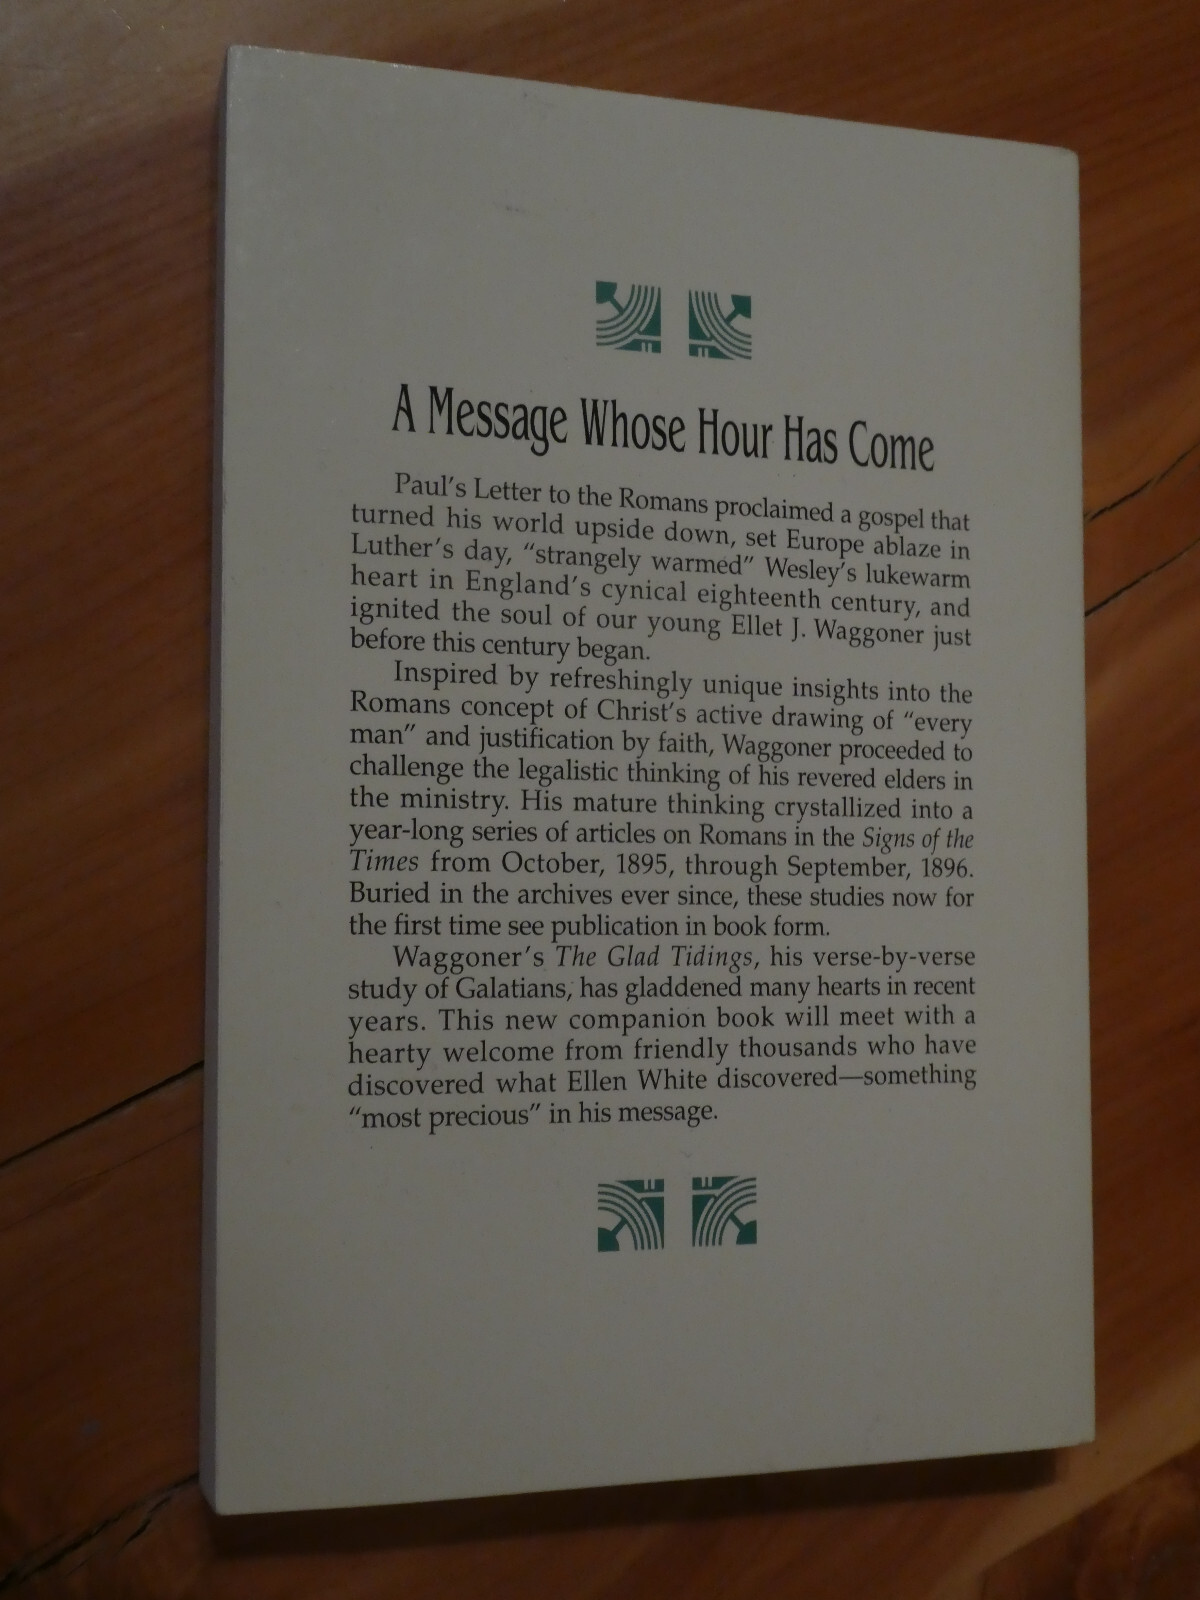 A Message Whose Hour Has Come
Paul's Letter to the Romans proclaimed a gospel that
turned his world upside down, set Europe ablaze in
Luther's day, “strangely warmed” Wesley's lukewarm
heart in England's cynical eighteenth century, and
ignited the soul of our young Ellet J. Waggoner just
before this century began.
Inspired by refreshingly unique insights into the
Romans concept of Christ's active drawing of “every
man” and justification by faith, Waggoner proceeded to
challenge the legalistic thinking of his revered elders in
the ministry. His mature thinking crystallized into a
year-long series of articles on Romans in the Signs of the
Times from October, 1895, through September, 1896.
Buried in the archives ever since, these studies now for
the first time see publication in book form.
Waggoner's The Glad Tidings, his verse-by-verse
study of Galatians, has gladdened many hearts in recent
years. This new companion book will meet with a
hearty welcome from friendly thousands who have
discovered what Ellen White discovered—something
“most precious” in his message.